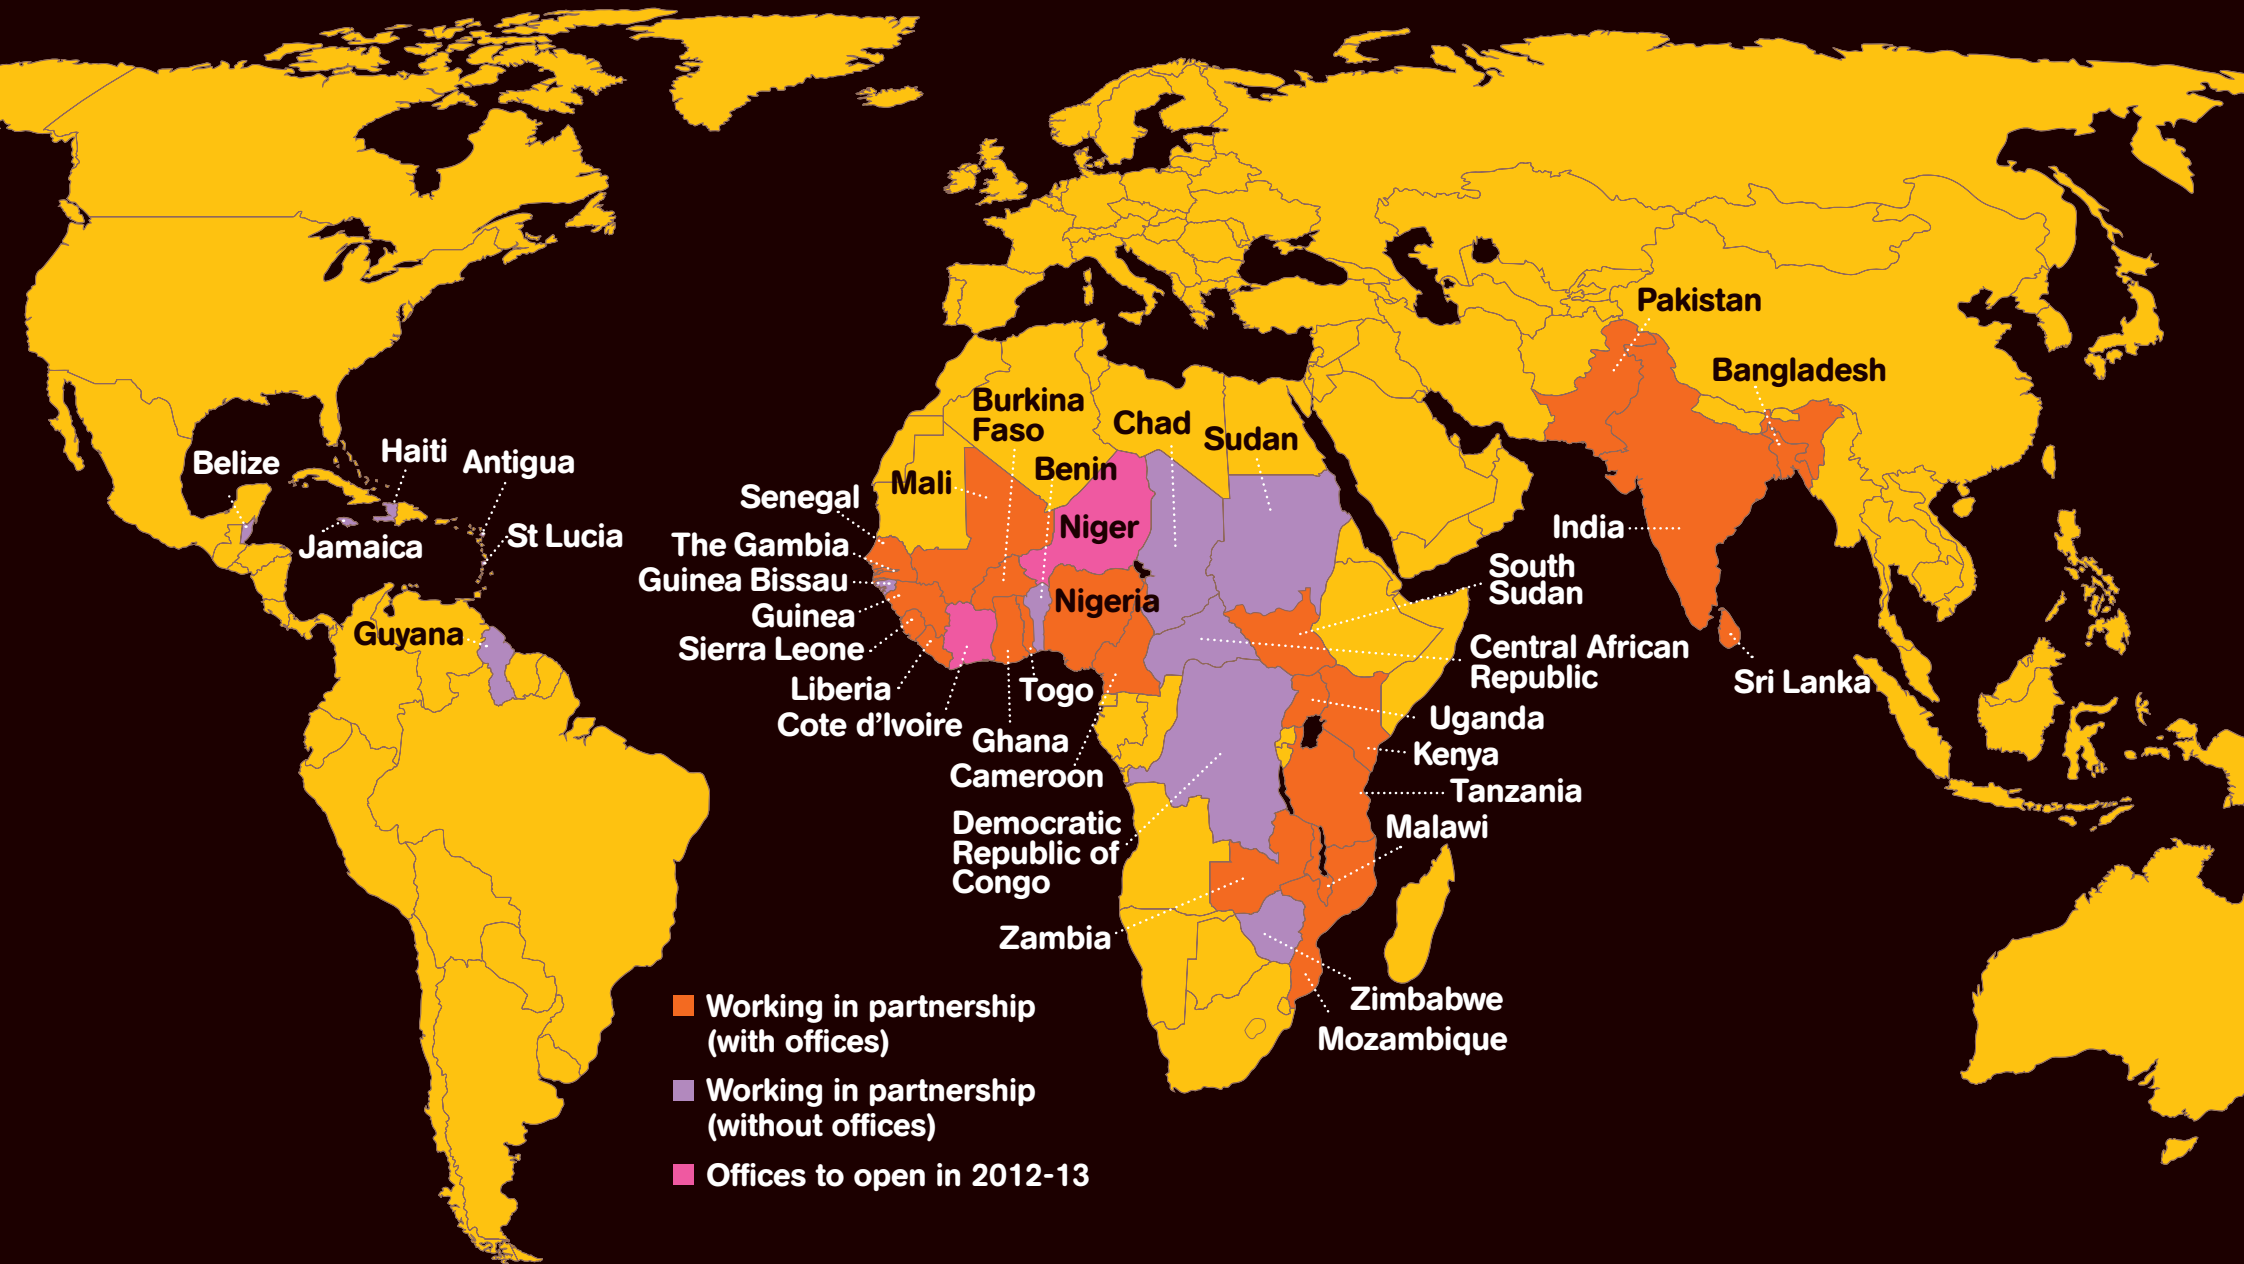 Pakistan
Bangladesh
Burkina
Faso
Chad
Sudan
Haiti
Antigua
Belize
Benin
Mali
Senegal
Niger
India
St Lucia
Jamaica
The Gambia
Guinea Bissau
South
Sudan
Nigeria
Guinea
Guyana
Sierra Leone
Central African
Republic
Sri Lanka
Liberia
Togo
Uganda
Cote d'Ivoire
Ghana
Kenya
Cameroon
Tanzania
Democratic
Republic of
Congo
Malawi
Zambia
Zimbabwe
Mozambique
Working in partnership
(with offices)
Working in partnership
(without offices)
Offices to open in 2012-13